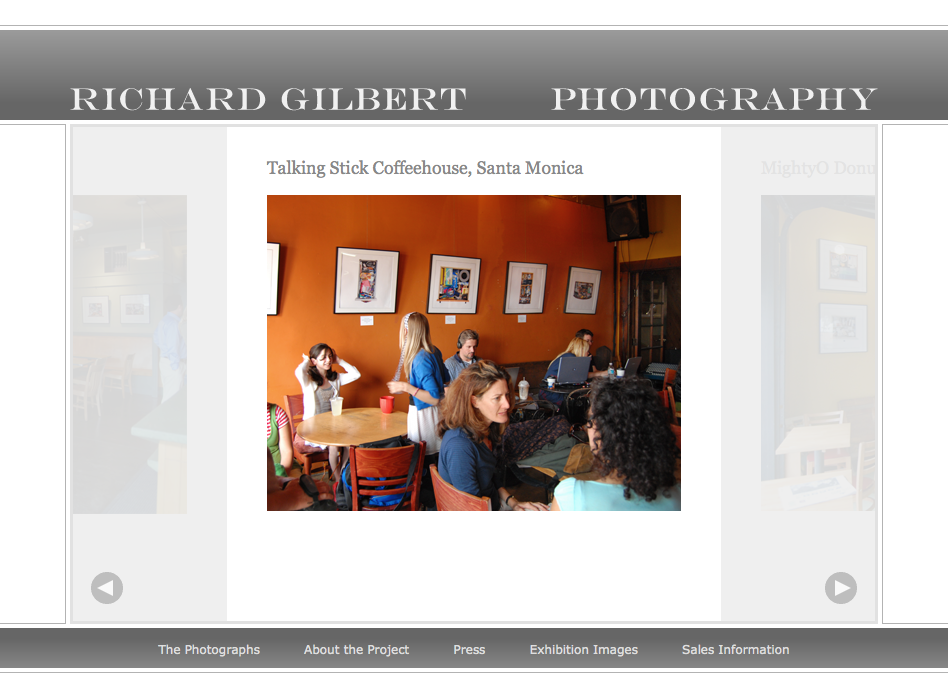 RICHARD GILBERT PHOTOGRAPHY
Talking Stick Coffeehouse, Santa Monica
MightyO Donu
The Photographs About the Project Press Exhibition Images Sales Information